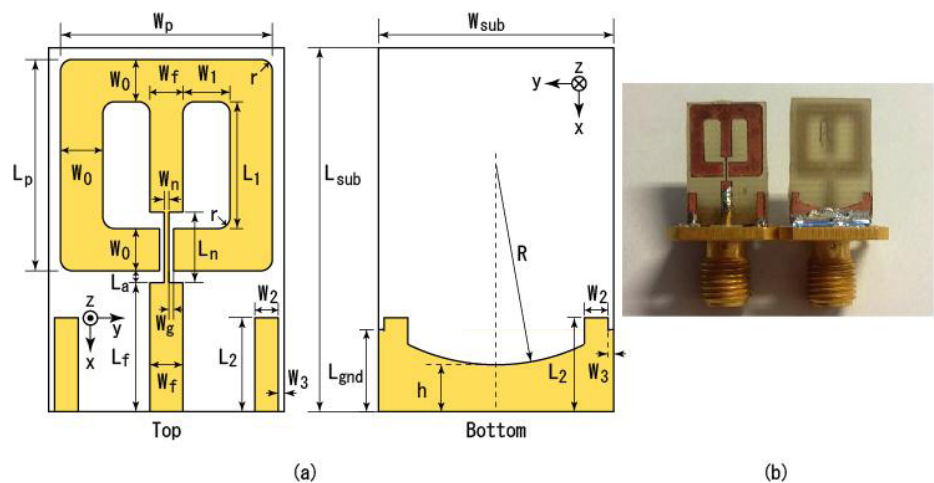 Wp
Wsub
W0
Wf
W1
r
z
y
x
W0
Wn
L1
Lp
Lsub
r
R
W0
Ln
La
W2
W2
z
y
x
Wg
Lf
Wf
L2
W3
Lgnd
h
L2
W3
Top
Bottom
(a)
(b)